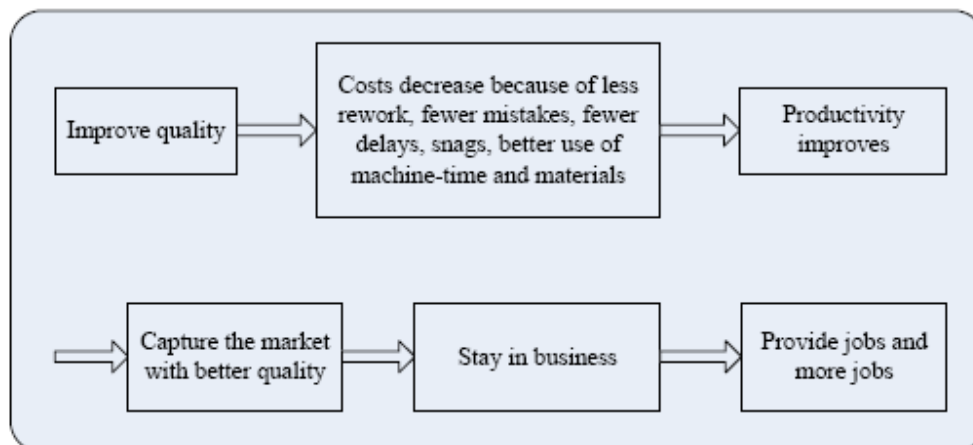 Improve quality
Costs decrease because of less
rework, fewer mistakes, fewer
delays, snags, better use of
machine-time and materials
Productivity
improves
Capture the market
with better quality
Stay in business
Provide jobs and
more jobs